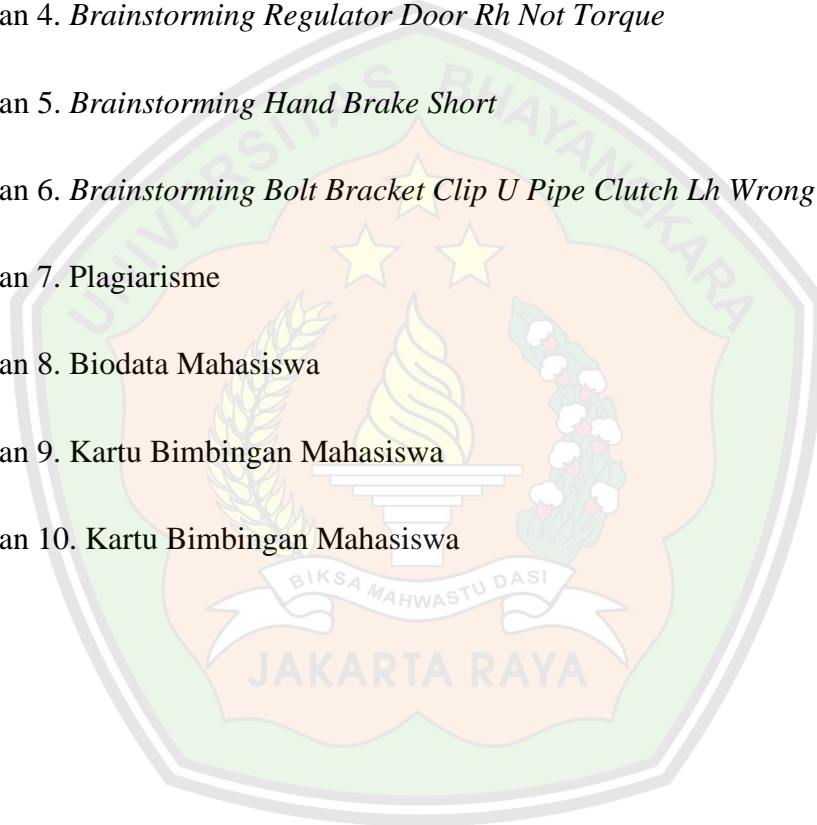 an 4. Brainstorming Regulator Door Rh Not Torque
an 5. Brainstorming Hand Brake Short
an 6. Brainstorming Bolt Bracket Clip U Pipe Clutch Lh Wrong
an 7. Plagiarisme
an 8. Biodata Mahasiswa
an 9. Kartu Bimbingan Mahasiswa
an 10. Kartu Bimbingan Mahasiswa
UNIVERSITAS BHAYANGKARA
BIKSA MAHWASTU DASI
JAKARTA RAYA